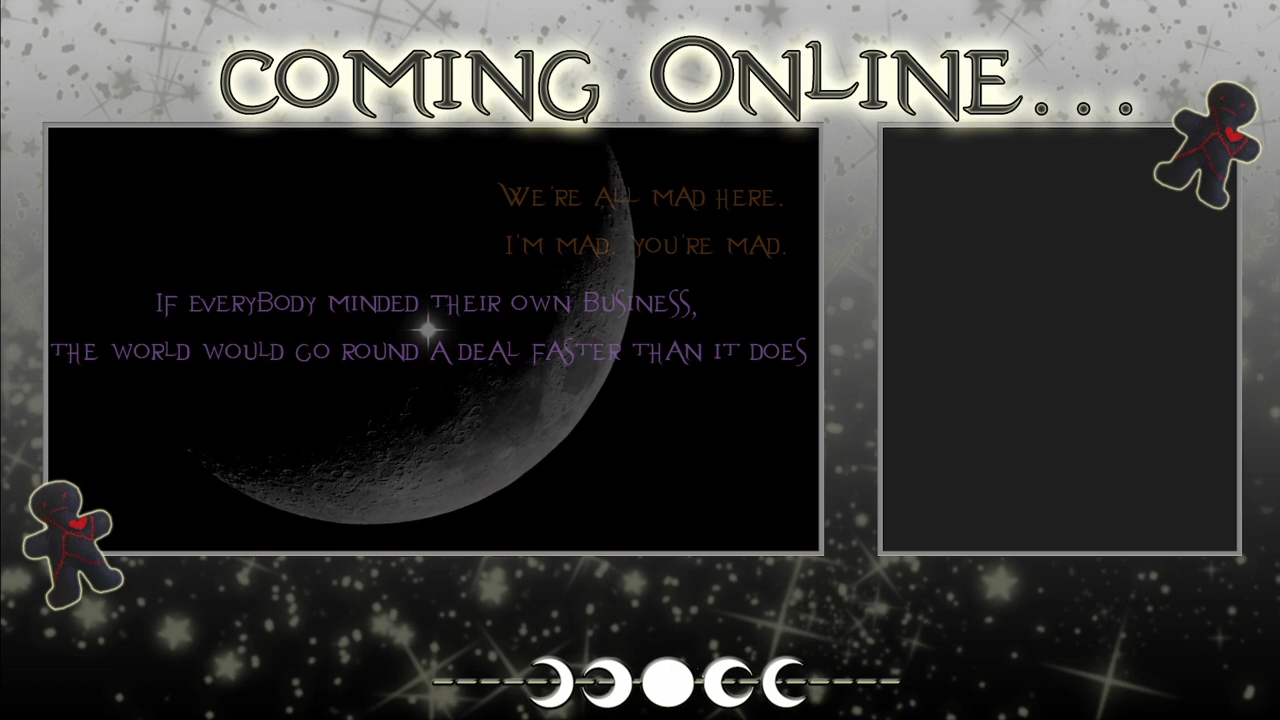 COMING ONLINE...
WE'RE ALL MAD HERE.
I'M MAD. YOU'RE MAD.
IF EVERYBODY MINDED THEIR OWN BUSINESS,
THE WORLD WOULD GO ROUND A DEAL FASTER THAN IT DOES